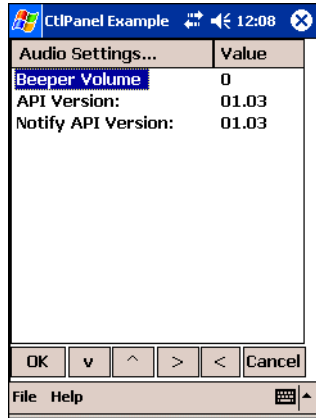 CtlPanel Example 12:08
Audio Settings... Value
Beeper Volume 0
API Version: 01.03
Notify API Version: 01.03
OK v ^ > < Cancel
File Help